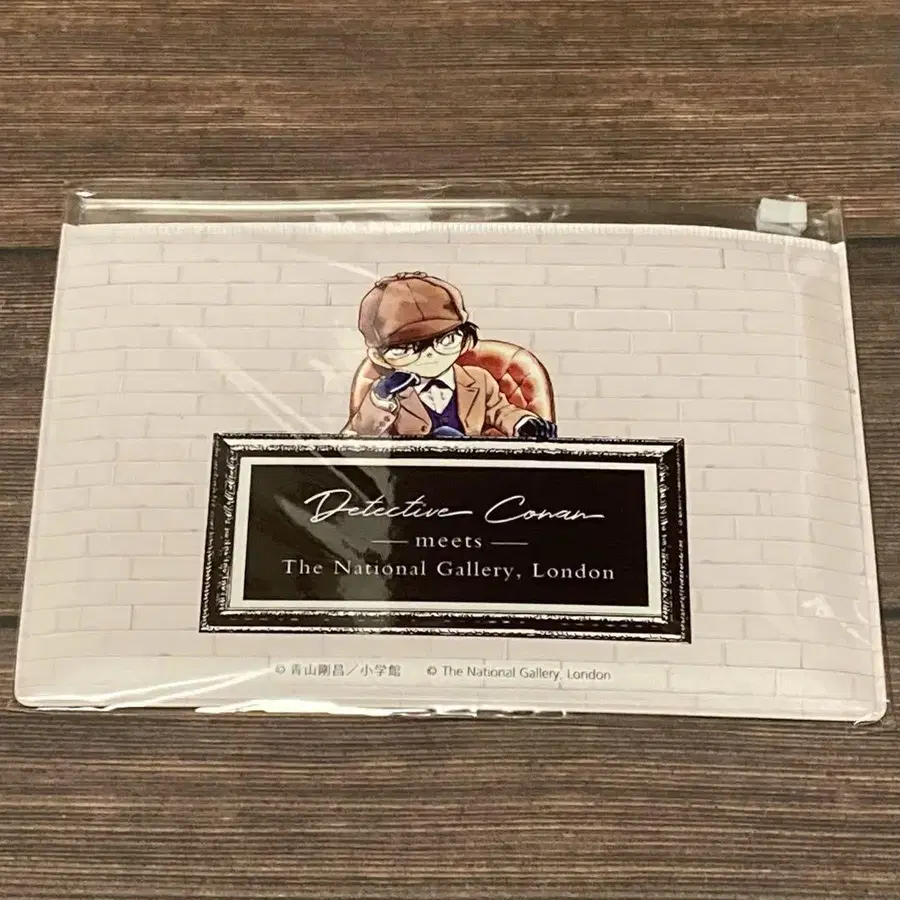 Detective Conan
— meets —
The National Gallery, London
© 青山剛昌／小学館 © The National Gallery, London